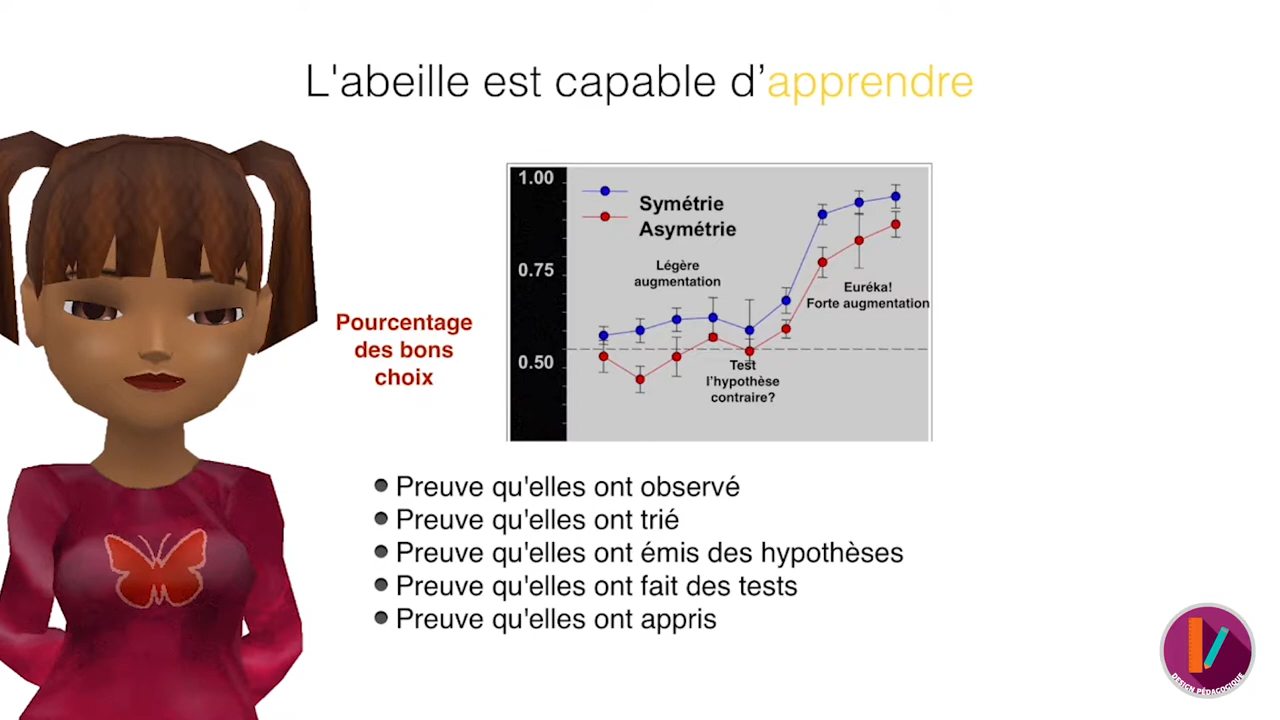 L'abeille est capable d’apprendre
1.00
Symétrie
Asymétrie
0.75
Légère
augmentation
Euréka!
Forte augmentation
Pourcentage
des bons
choix
0.50
Test
l’hypothèse
contraire?
Preuve qu'elles ont observé
Preuve qu'elles ont trié
Preuve qu'elles ont émis des hypothèses
Preuve qu'elles ont fait des tests
Preuve qu'elles ont appris
DESIGN PÉDAGOGIQUE